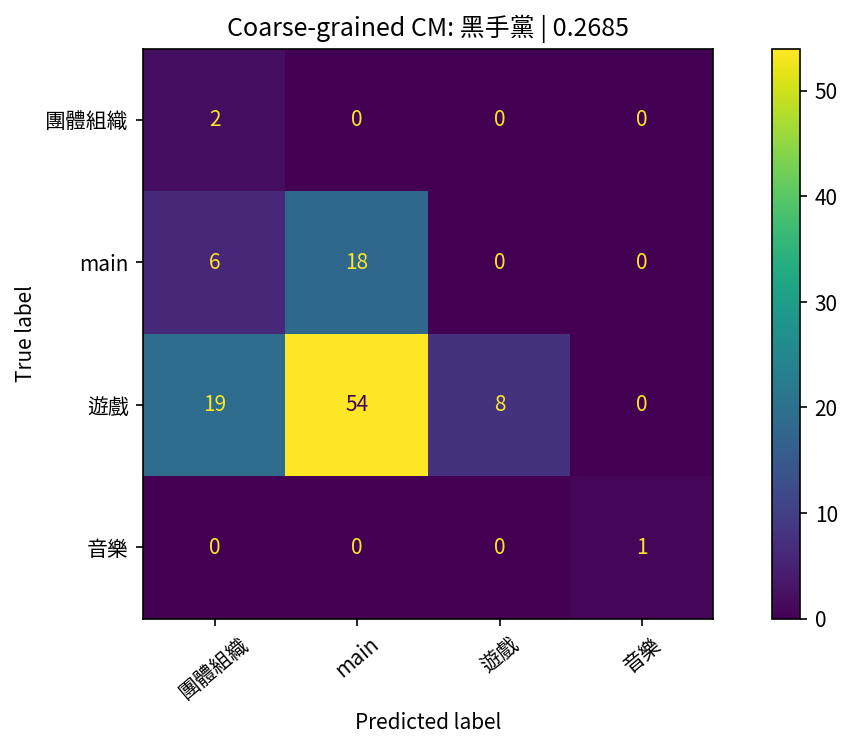 Coarse-grained CM: 黑手黨 | 0.2685
True label
團體組織 2 0 0 0
main 6 18 0 0
遊戲 19 54 8 0
音樂 0 0 0 1
團體組織 main 遊戲 音樂
Predicted label
50
40
30
20
10
0